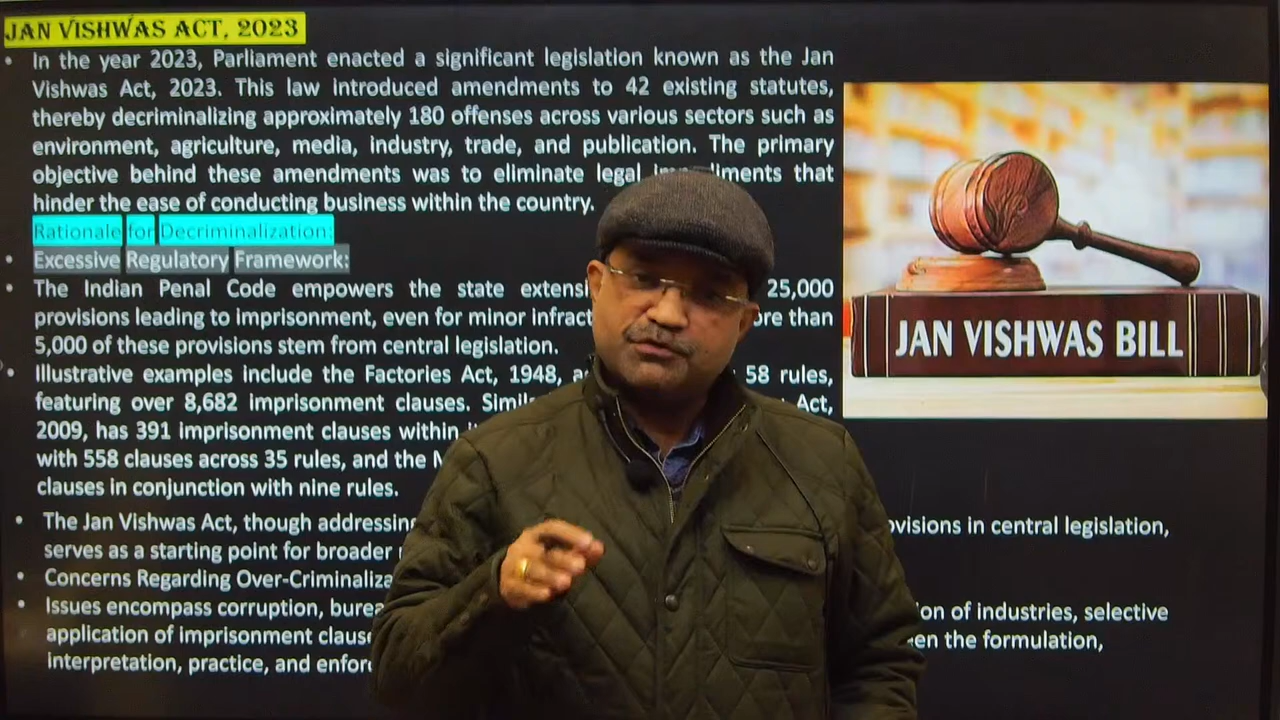 JAN VISHWAS ACT, 2023
• In the year 2023, Parliament enacted a significant legislation known as the Jan
Vishwas Act, 2023. This law introduced amendments to 42 existing statutes,
thereby decriminalizing approximately 180 offenses across various sectors such as
environment, agriculture, media, industry, trade, and publication. The primary
objective behind these amendments was to eliminate legal that
hinder the ease of conducting business within the country.
Rationale for Decriminalization:
• Excessive Regulatory Framework:
• The Indian Penal Code empowers the state 25,000
provisions leading to imprisonment, even for minor than
5,000 of these provisions stem from central legislation.
• Illustrative examples include the Factories Act, 1948, 58 rules,
featuring over 8,682 imprisonment clauses. Act,
2009, has 391 imprisonment clauses within
with 558 clauses across 35 rules, and the
clauses in conjunction with nine rules.
• The Jan Vishwas Act, though in central legislation,
serves as a starting point for broader
• Concerns Regarding
• Issues encompass corruption, of industries, selective
application of imprisonment the formulation,
interpretation, practice, and
JAN VISHWAS BILL